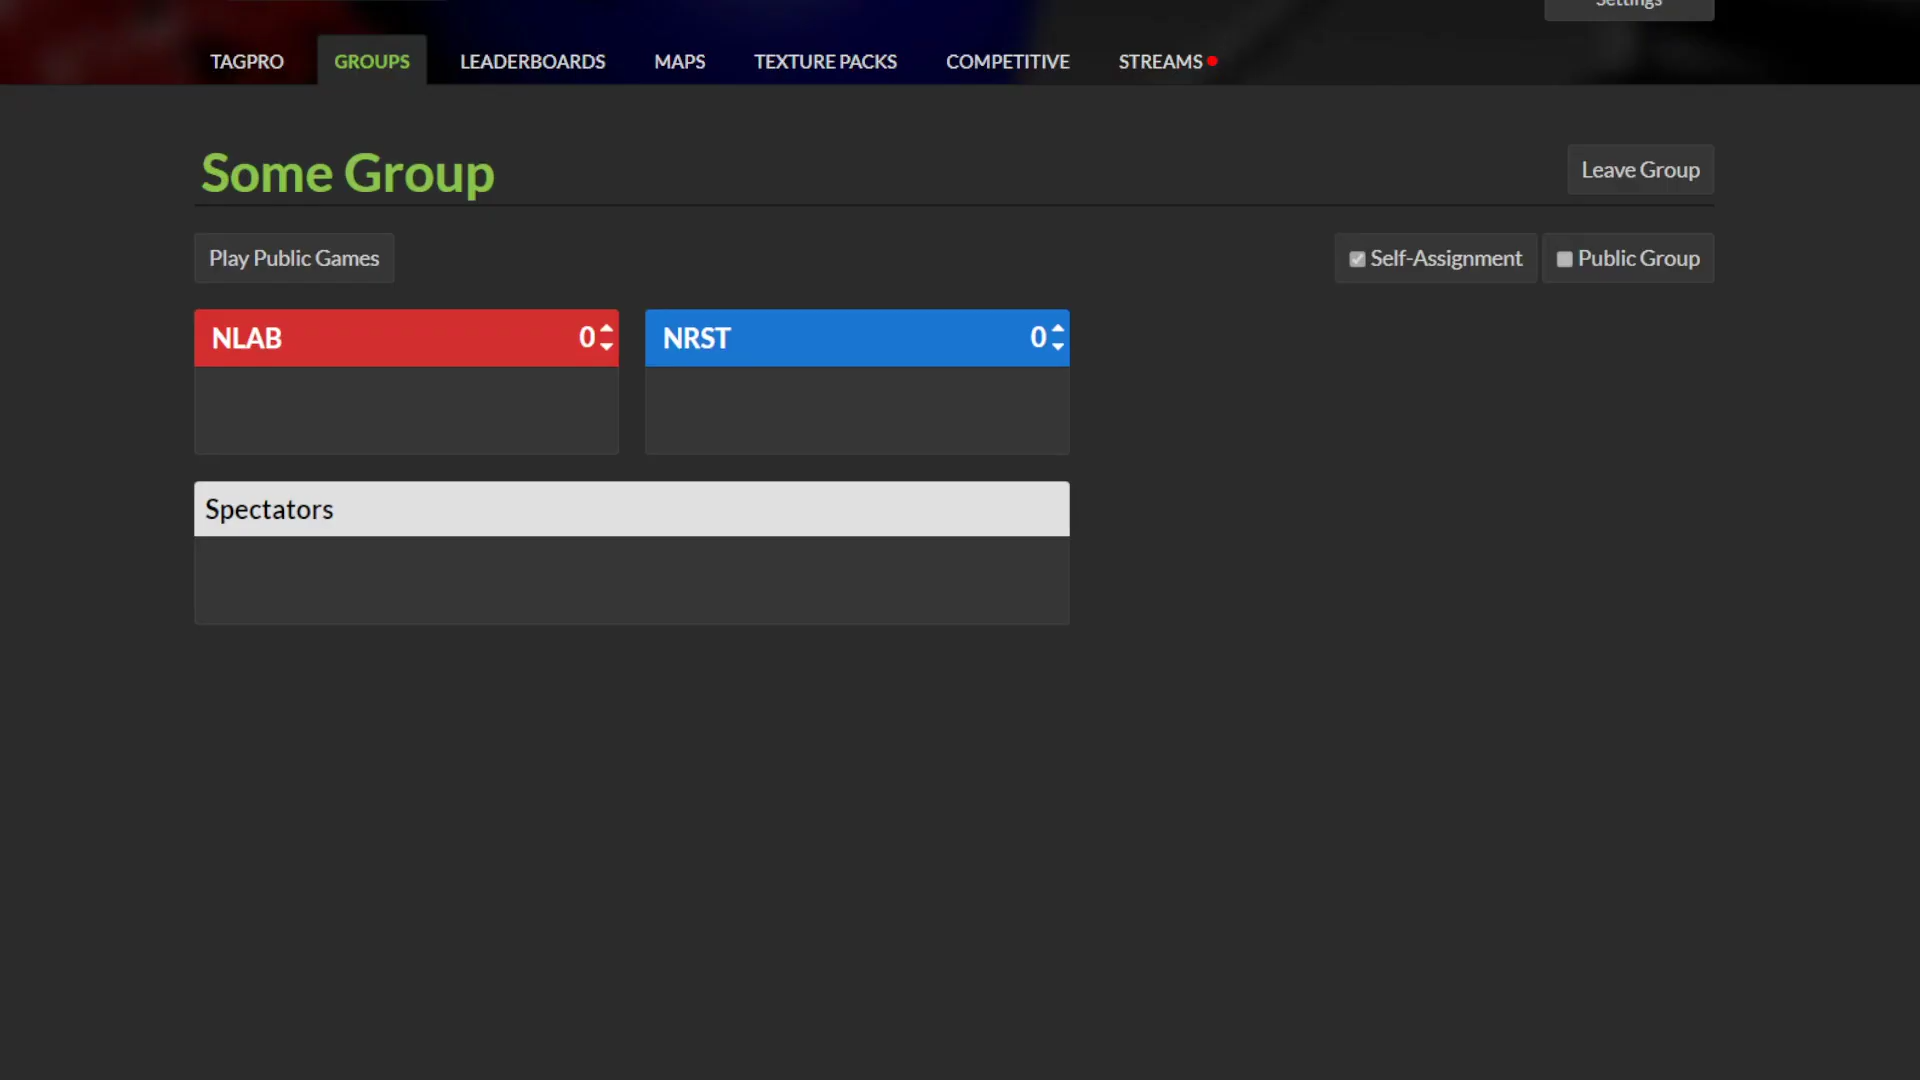 Settings
TAGPRO GROUPS LEADERBOARDS MAPS TEXTURE PACKS COMPETITIVE STREAMS
Some Group
Leave Group
Play Public Games
Self-Assignment
Public Group
NLAB 0
NRST 0
Spectators